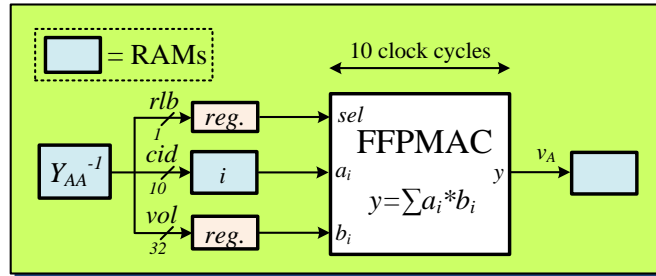 = RAMs
10 clock cycles
rlb
1
reg.
sel
Y_AA^-1
cid
10
i
a_i
FFPMAC
y=∑a_i*b_i
y
v_A
vol
32
reg.
b_i